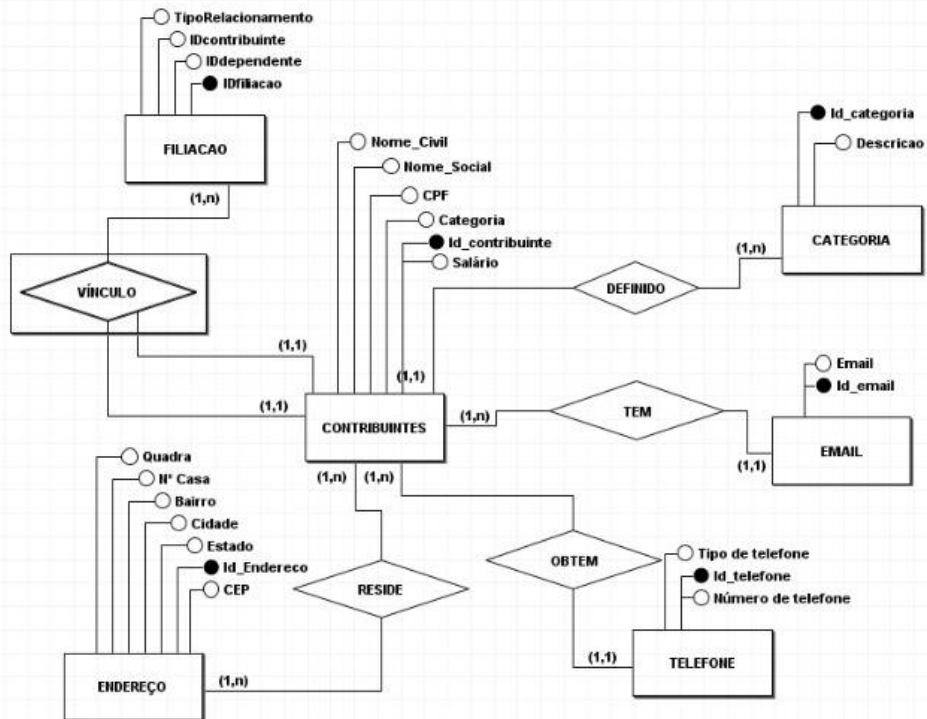 TipoRelacionamento
IDcontribuinte
IDdependente
IDfiliacao
FILIACAO
(1,n)
VÍNCULO
(1,1)
(1,1)
Nome_Civil
Nome_Social
CPF
Categoria
Id_contribuinte
Salário
(1,1)
CONTRIBUINTES
DEFINIDO
(1,n)
Id_categoria
Descricao
CATEGORIA
(1,n)
TEM
(1,1)
Email
Id_email
EMAIL
(1,n)
(1,n)
Quadra
N° Casa
Bairro
Cidade
Estado
Id_Endereco
CEP
ENDEREÇO
(1,n)
RESIDE
OBTEM
(1,1)
Tipo de telefone
Id_telefone
Número de telefone
TELEFONE